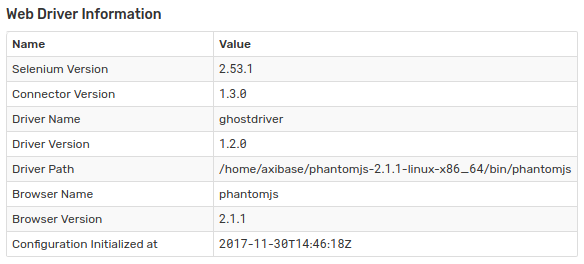 Web Driver Information
Name Value
Selenium Version 2.53.1
Connector Version 1.3.0
Driver Name ghostdriver
Driver Version 1.2.0
Driver Path /home/axibase/phantomjs-2.1.1-linux-x86_64/bin/phantomjs
Browser Name phantomjs
Browser Version 2.1.1
Configuration Initialized at 2017-11-30T14:46:18Z